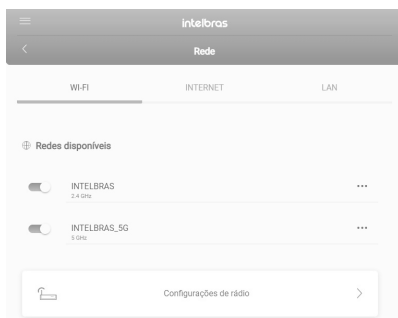 intelbras
Rede
WI-FI INTERNET LAN
Redes disponíveis
INTELBRAS
2.4 GHz
INTELBRAS_5G
5 GHz
Configurações de rádio